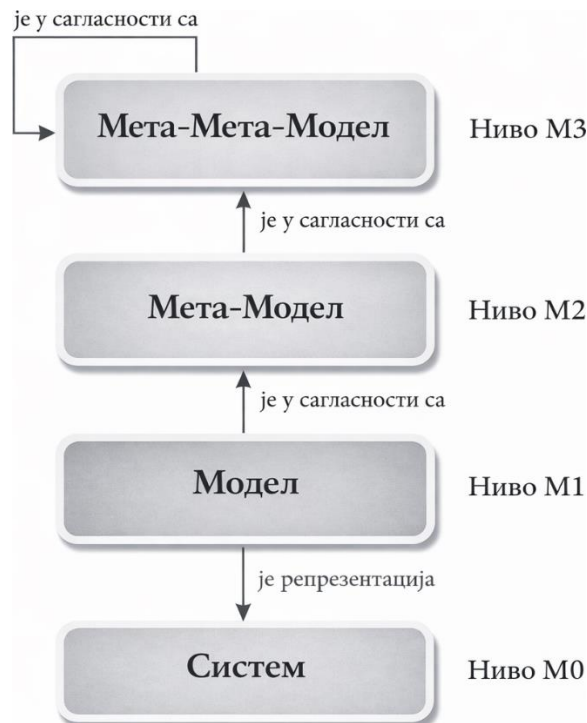 је у сагласности са
Мета-Мета-Модел
Ниво М3
је у сагласности са
Мета-Модел
Ниво М2
је у сагласности са
Модел
Ниво М1
је репрезентација
Систем
Ниво М0